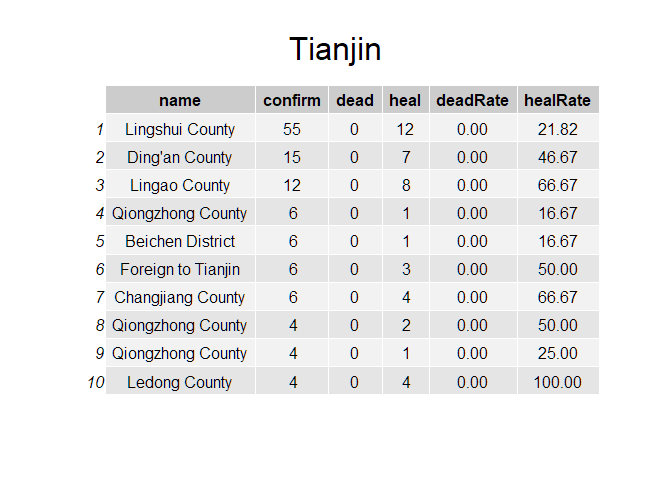 Tianjin
name confirm dead heal deadRate healRate
1 Lingshui County 55 0 12 0.00 21.82
2 Ding'an County 15 0 7 0.00 46.67
3 Lingao County 12 0 8 0.00 66.67
4 Qiongzhong County 6 0 1 0.00 16.67
5 Beichen District 6 0 1 0.00 16.67
6 Foreign to Tianjin 6 0 3 0.00 50.00
7 Changjiang County 6 0 4 0.00 66.67
8 Qiongzhong County 4 0 2 0.00 50.00
9 Qiongzhong County 4 0 1 0.00 25.00
10 Ledong County 4 0 4 0.00 100.00